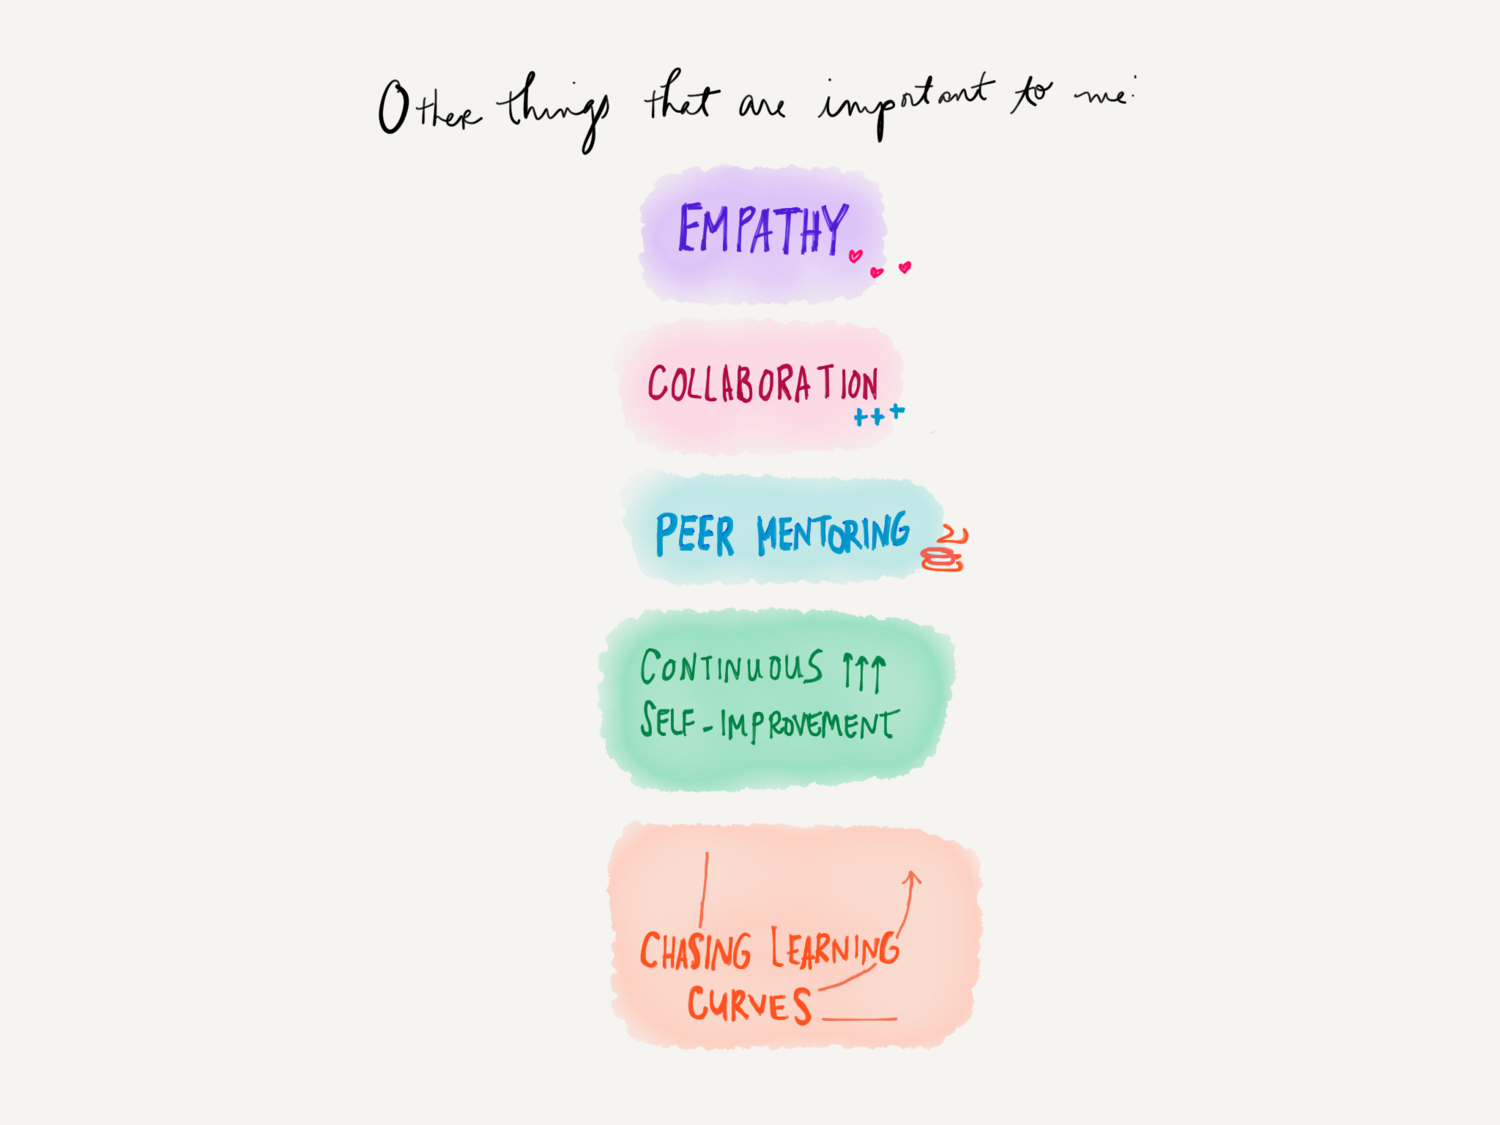 Other things that are important to me:
EMPATHY
COLLABORATION
+++
PEER MENTORING
CONTINUOUS ↑↑↑
SELF-IMPROVEMENT
CHASING LEARNING
CURVES